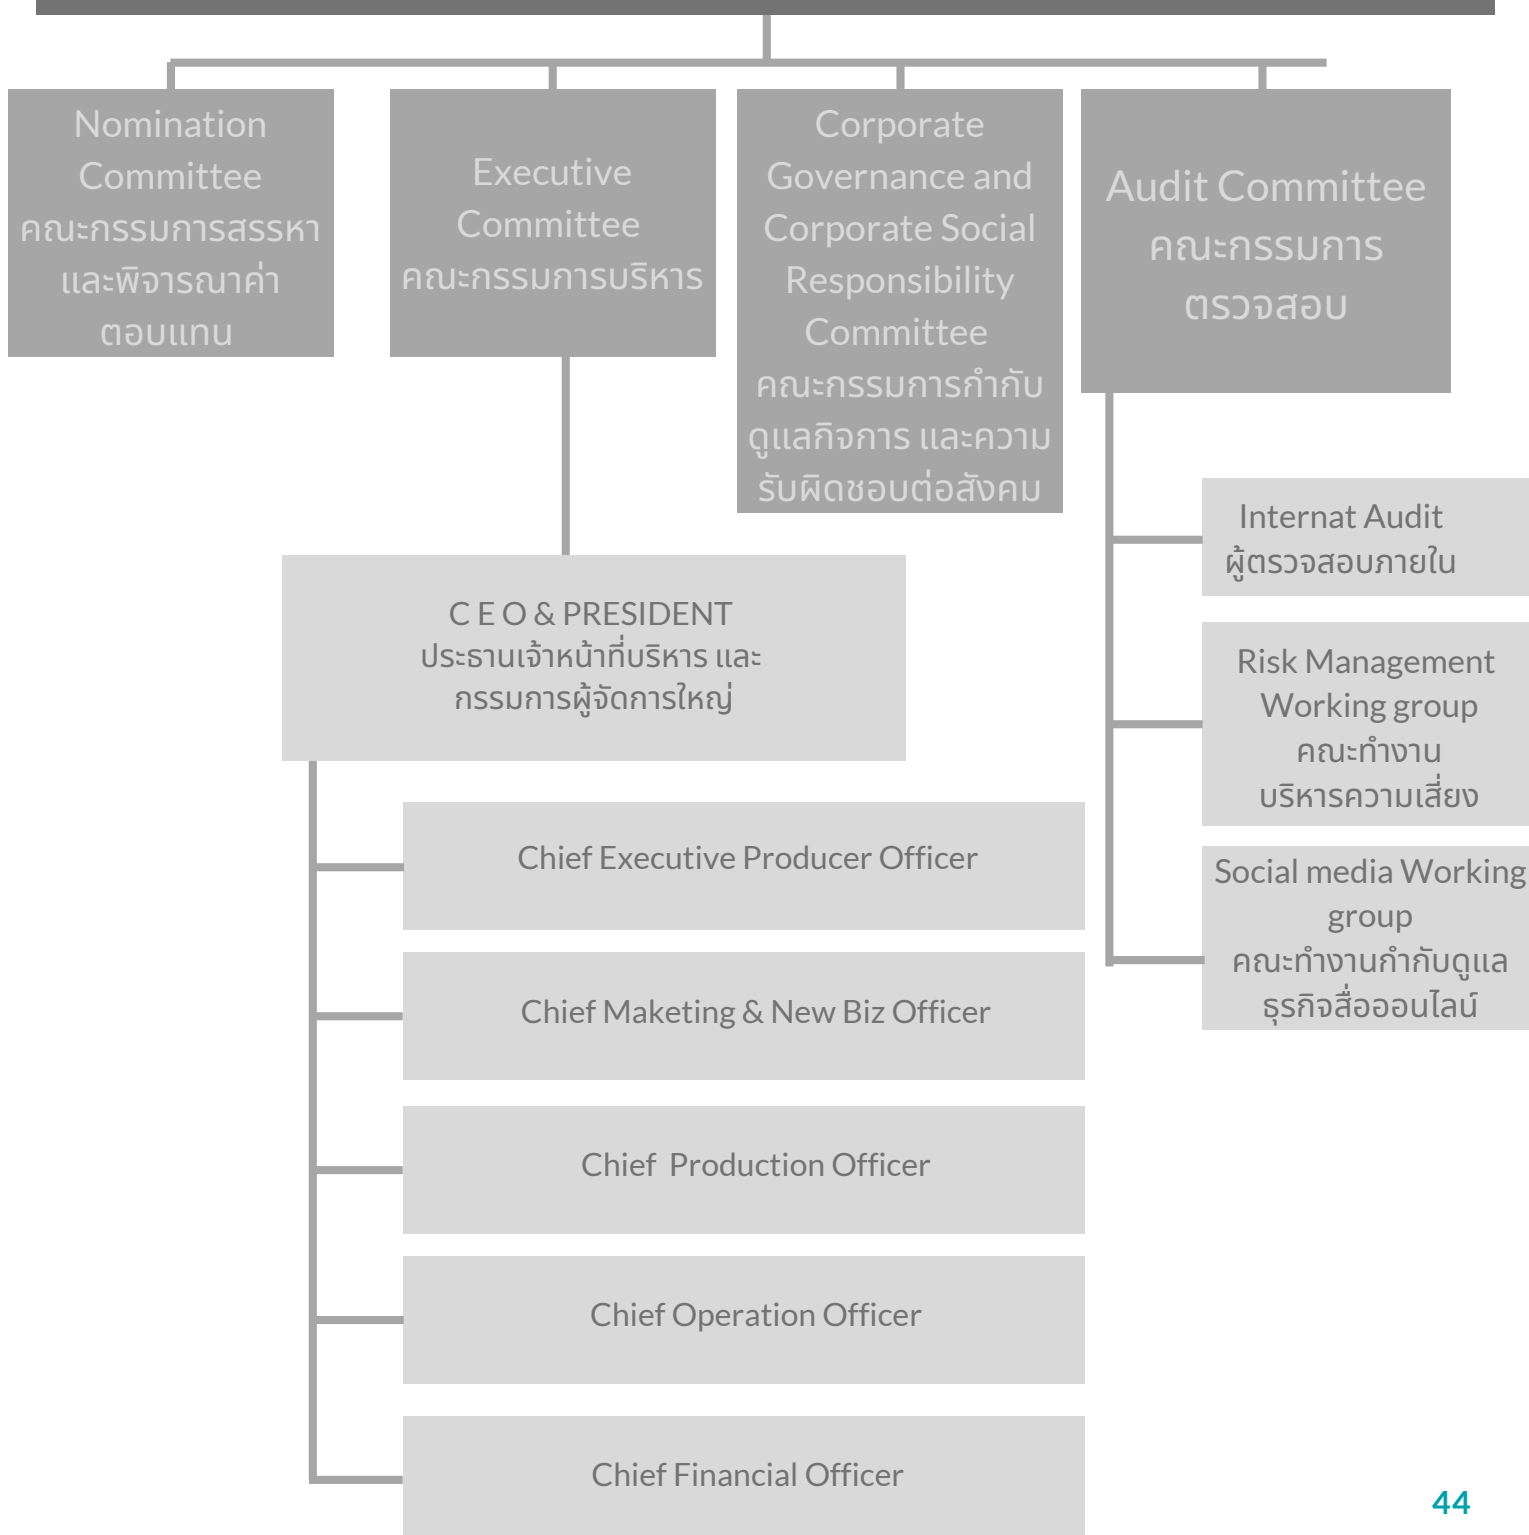 Nomination
Committee
คณะกรรมการสรรหา
และพิจารณาค่า
ตอบแทน
Executive
Committee
คณะกรรมการบริหาร
Corporate
Governance and
Corporate Social
Responsibility
Committee
คณะกรรมการกำกับ
ดูแลกิจการ และความ
รับผิดชอบต่อสังคม
Audit Committee
คณะกรรมการ
ตรวจสอบ
Internat Audit
ผู้ตรวจสอบภายใน
Risk Management
Working group
คณะทำงาน
บริหารความเสี่ยง
Social media Working
group
คณะทำงานกำกับดูแล
ธุรกิจสื่อออนไลน์
C E O & PRESIDENT
ประธานเจ้าหน้าที่บริหาร และ
กรรมการผู้จัดการใหญ่
Chief Executive Producer Officer
Chief Maketing & New Biz Officer
Chief Production Officer
Chief Operation Officer
Chief Financial Officer
44